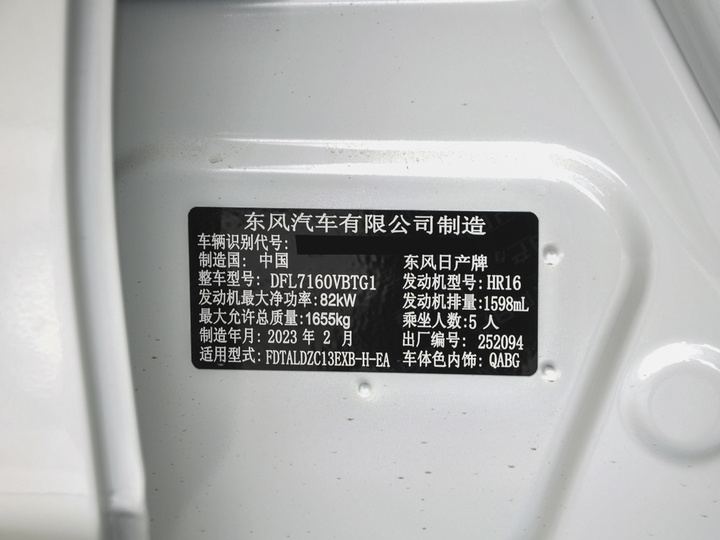 东风汽车有限公司制造
车辆识别代号:
制造国: 中国 东风日产牌
整车型号: DFL7160VBTG1 发动机型号: HR16
发动机最大净功率: 82kW 发动机排量: 1598mL
最大允许总质量: 1655kg 乘坐人数: 5 人
制造年月: 2023 年 2 月 出厂编号: 252094
适用型式: FDTALDZC13EXB-H-EA 车体色内饰: QABG